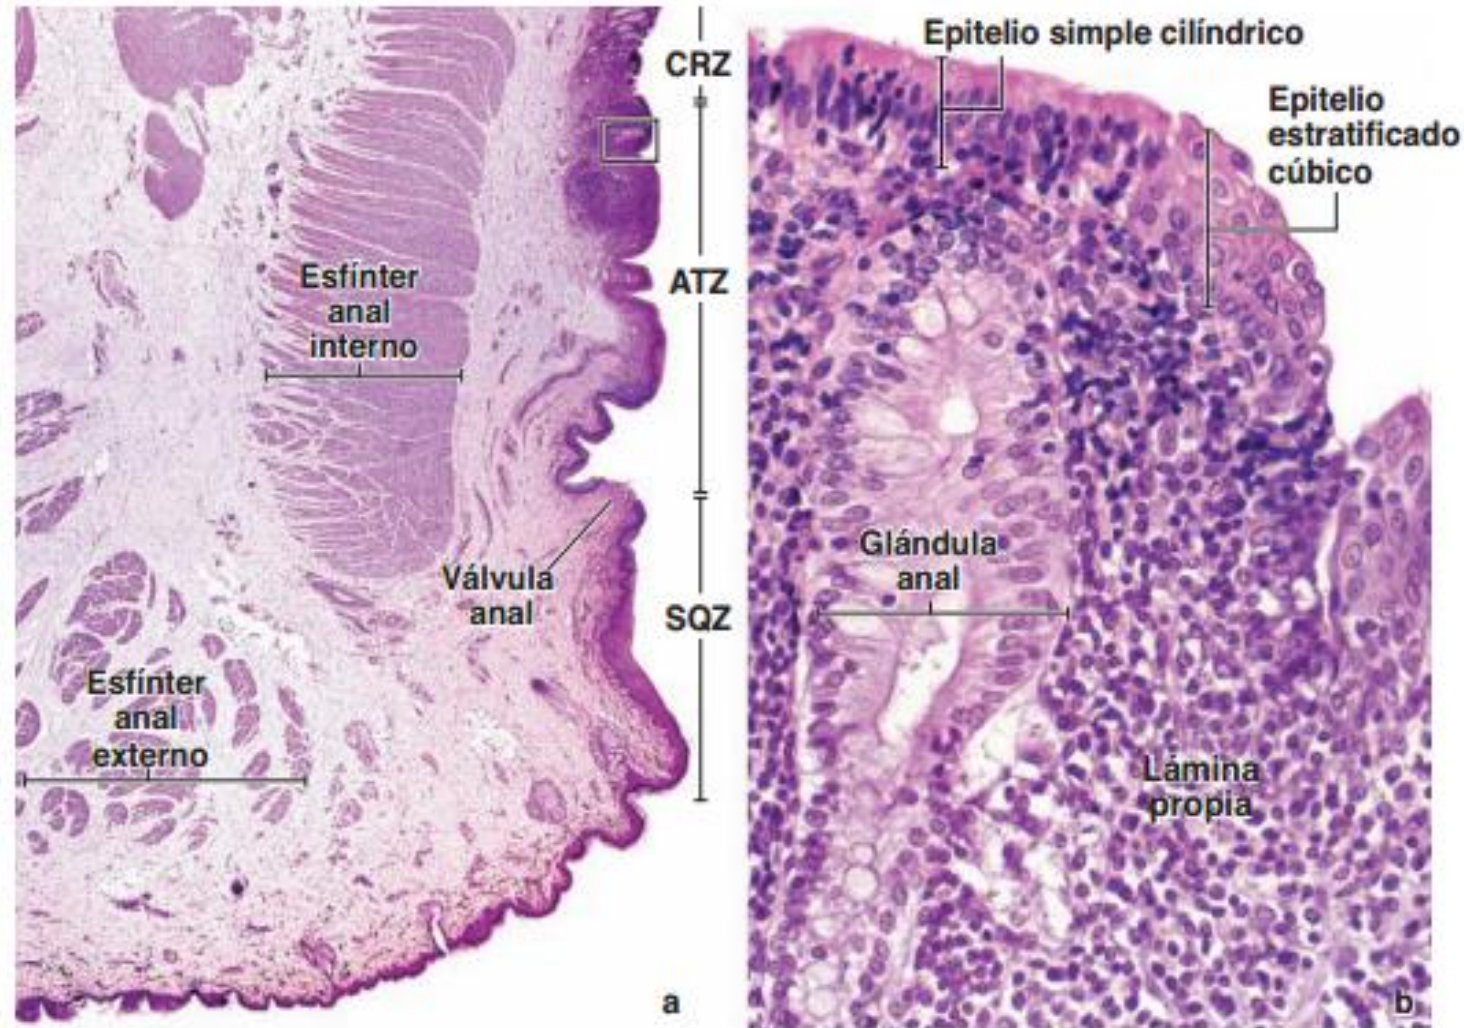 CRZ
Esfínter
anal
interno
ATZ
Válvula
anal
SQZ
Esfínter
anal
externo
a
Epitelio simple cilíndrico
Epitelio
estratificado
cúbico
Glándula
anal
Lámina
propia
b